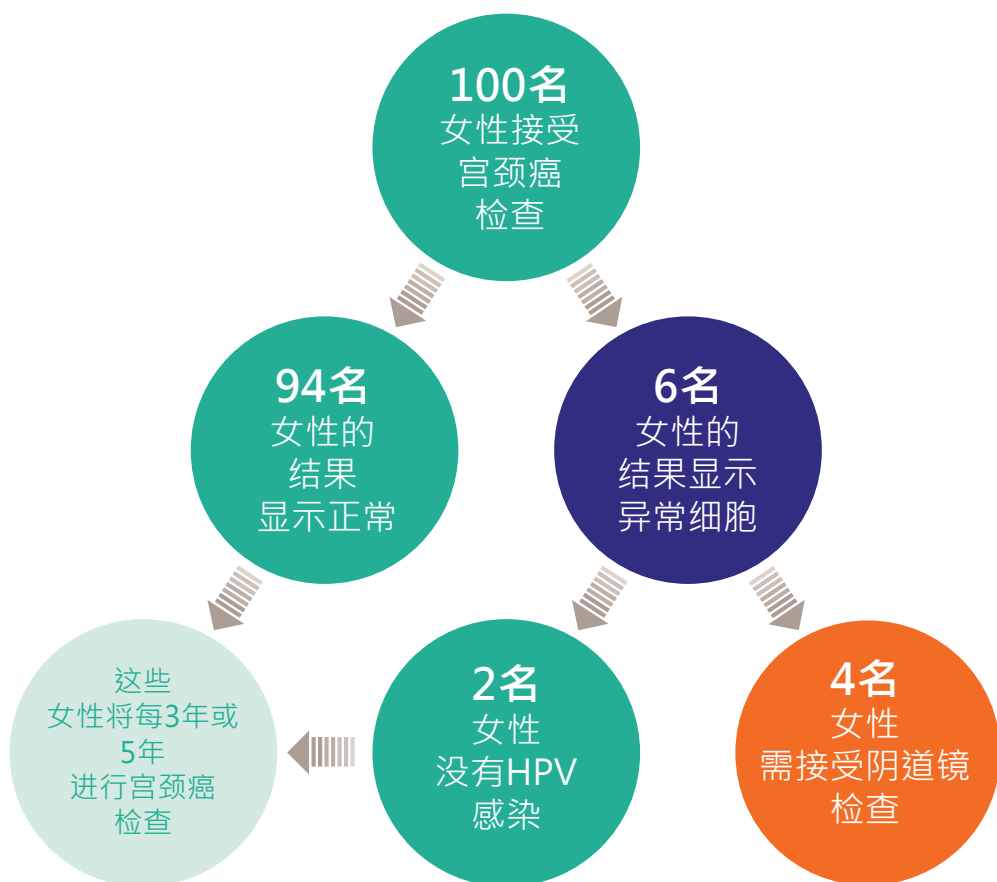 100名
女性接受
宫颈癌
检查
94名
女性的
结果
显示正常
6名
女性的
结果显示
异常细胞
这些
女性将每3年或
5年
进行宫颈癌
检查
2名
女性
没有HPV
感染
4名
女性
需接受阴道镜
检查